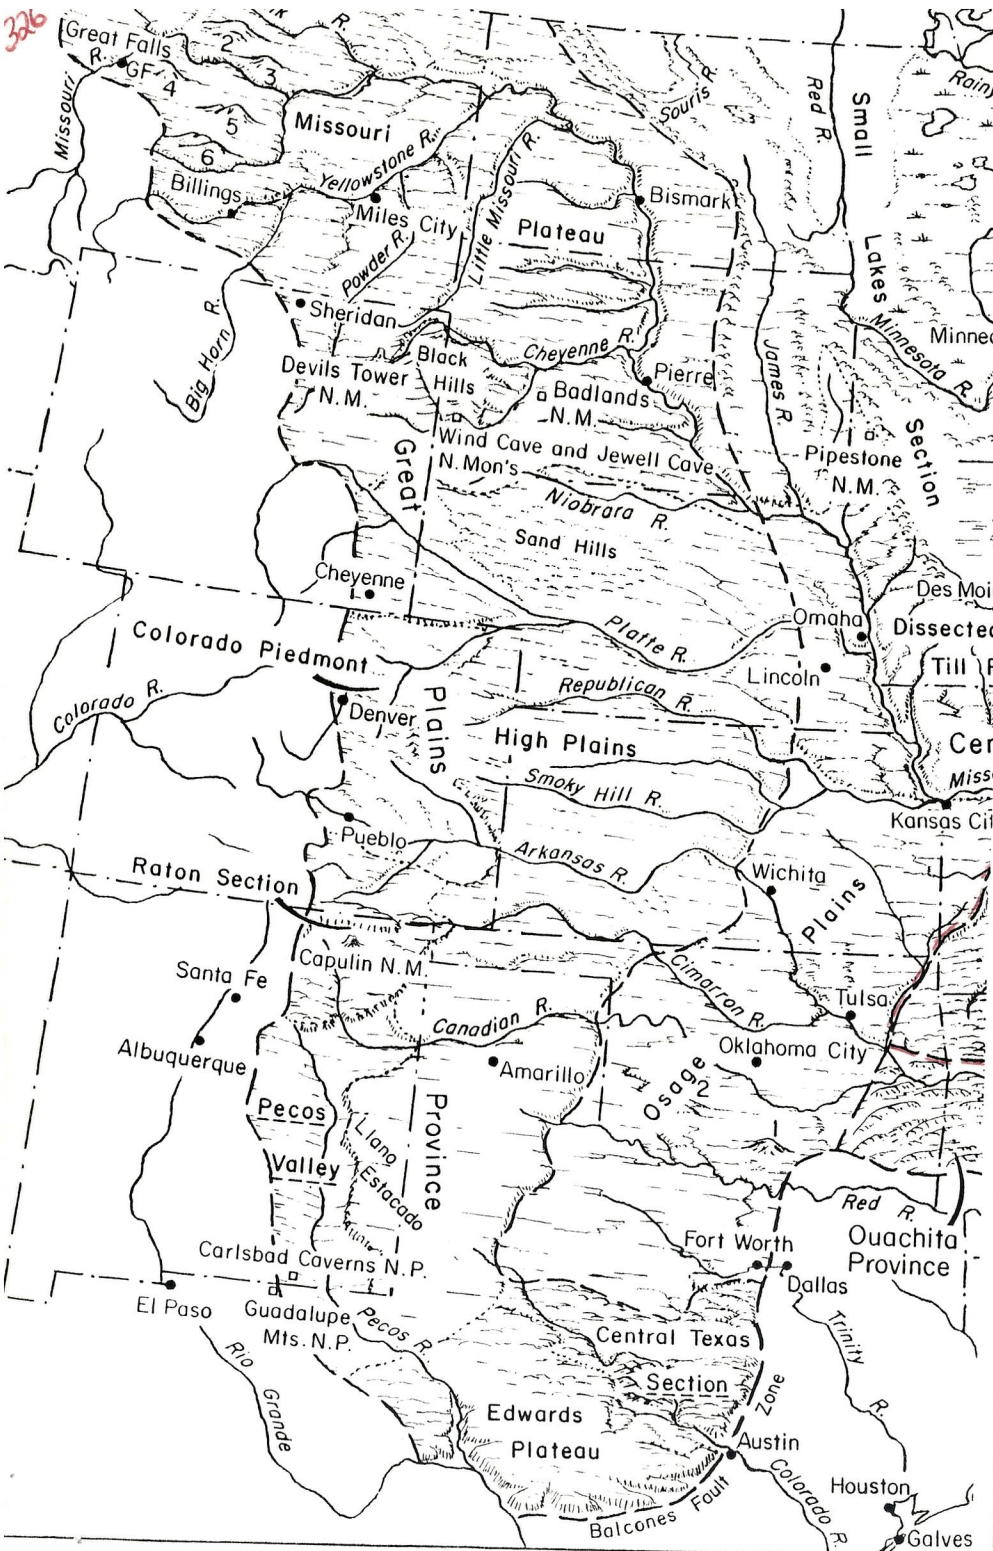 326
R.
Great Falls
GF
R.
2
3
4
5
6
Missouri
Missouri
Yellowstone R.
Billings
Miles City
Powder R.
Little Missouri R.
Plateau
Bismark
Souris R.
Red R.
Small
Lakes
Section
Rainy
Minnesota R.
Minnea
James R.
Sheridan
Big Horn R.
Devils Tower
N.M.
Black
Hills
Cheyenne R.
Badlands
N.M.
Pierre
Wind Cave and Jewell Cave
N. Mon's
Pipestone
N.M.
Great
Niobrara R.
Sand Hills
Cheyenne
Des Moi
Omaha
Dissected
Till P
Platte R.
Lincoln
Colorado Piedmont
Colorado R.
Denver
Plains
Republican R.
High Plains
Cen
Smoky Hill R.
Misso
Kansas Cit
Pueblo
Arkansas R.
Raton Section
Wichita
Plains
Capulin N.M.
Santa Fe
Cimarron R.
Tulsa
Canadian R.
Albuquerque
Amarillo
Oklahoma City
Osage
2
Pecos
Valley
Llano
Estacado
Province
Red R.
Ouachita
Province
Carlsbad Caverns N.P.
Fort Worth
Dallas
El Paso
Guadalupe
Mts. N.P.
Pecos R.
Central Texas
Section
Trinity R.
Rio Grande
Edwards
Plateau
Austin
Colorado R.
Balcones Fault Zone
Houston
Galves